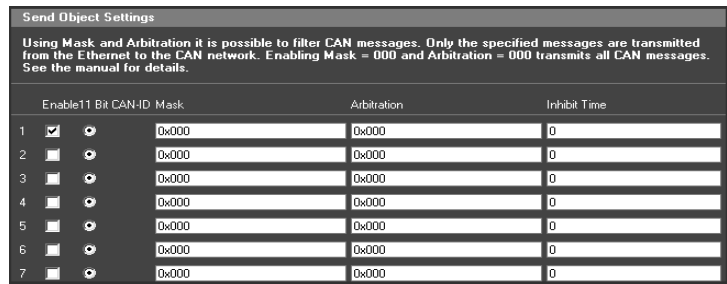 Send Object Settings
Using Mask and Arbitration it is possible to filter CAN messages. Only the specified messages are transmitted
from the Ethernet to the CAN network. Enabling Mask = 000 and Arbitration = 000 transmits all CAN messages.
See the manual for details.
Enable11 Bit CAN-ID Mask Arbitration Inhibit Time
1 0x000 0x000 0
2 0x000 0x000 0
3 0x000 0x000 0
4 0x000 0x000 0
5 0x000 0x000 0
6 0x000 0x000 0
7 0x000 0x000 0